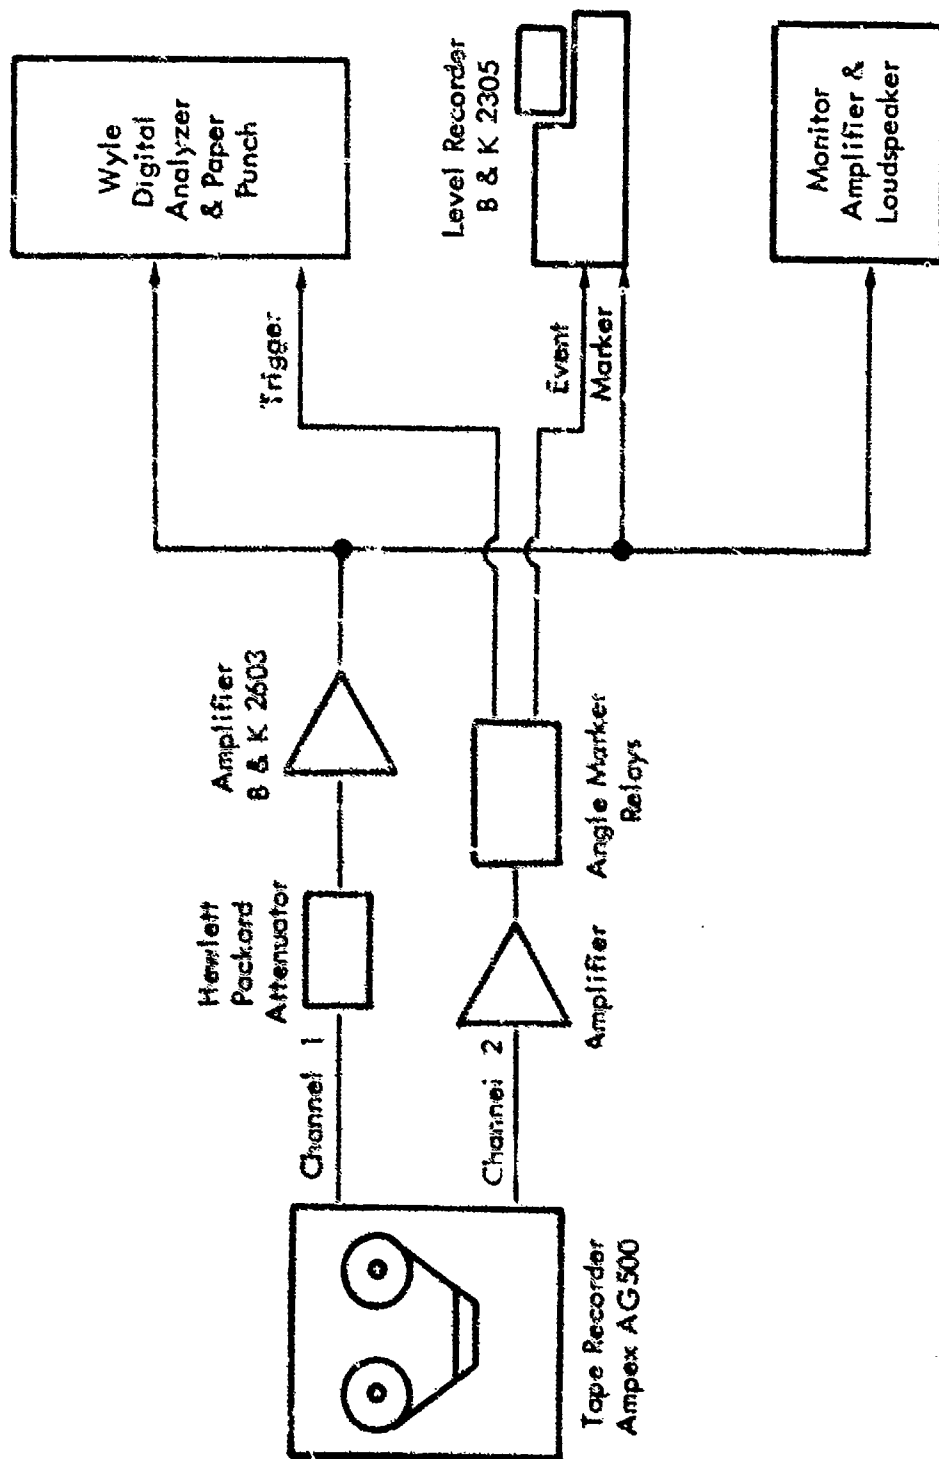 Tape Recorder
Ampex AG500
Channel 1
Channel 2
Hewlett
Packard
Attenuator
Amplifier
B & K 2603
Amplifier
Angle Marker
Relays
Trigger
Event
Marker
Wyle
Digital
Analyzer
& Paper
Punch
Level Recorder
B & K 2305
Monitor
Amplifier &
Loudspeaker